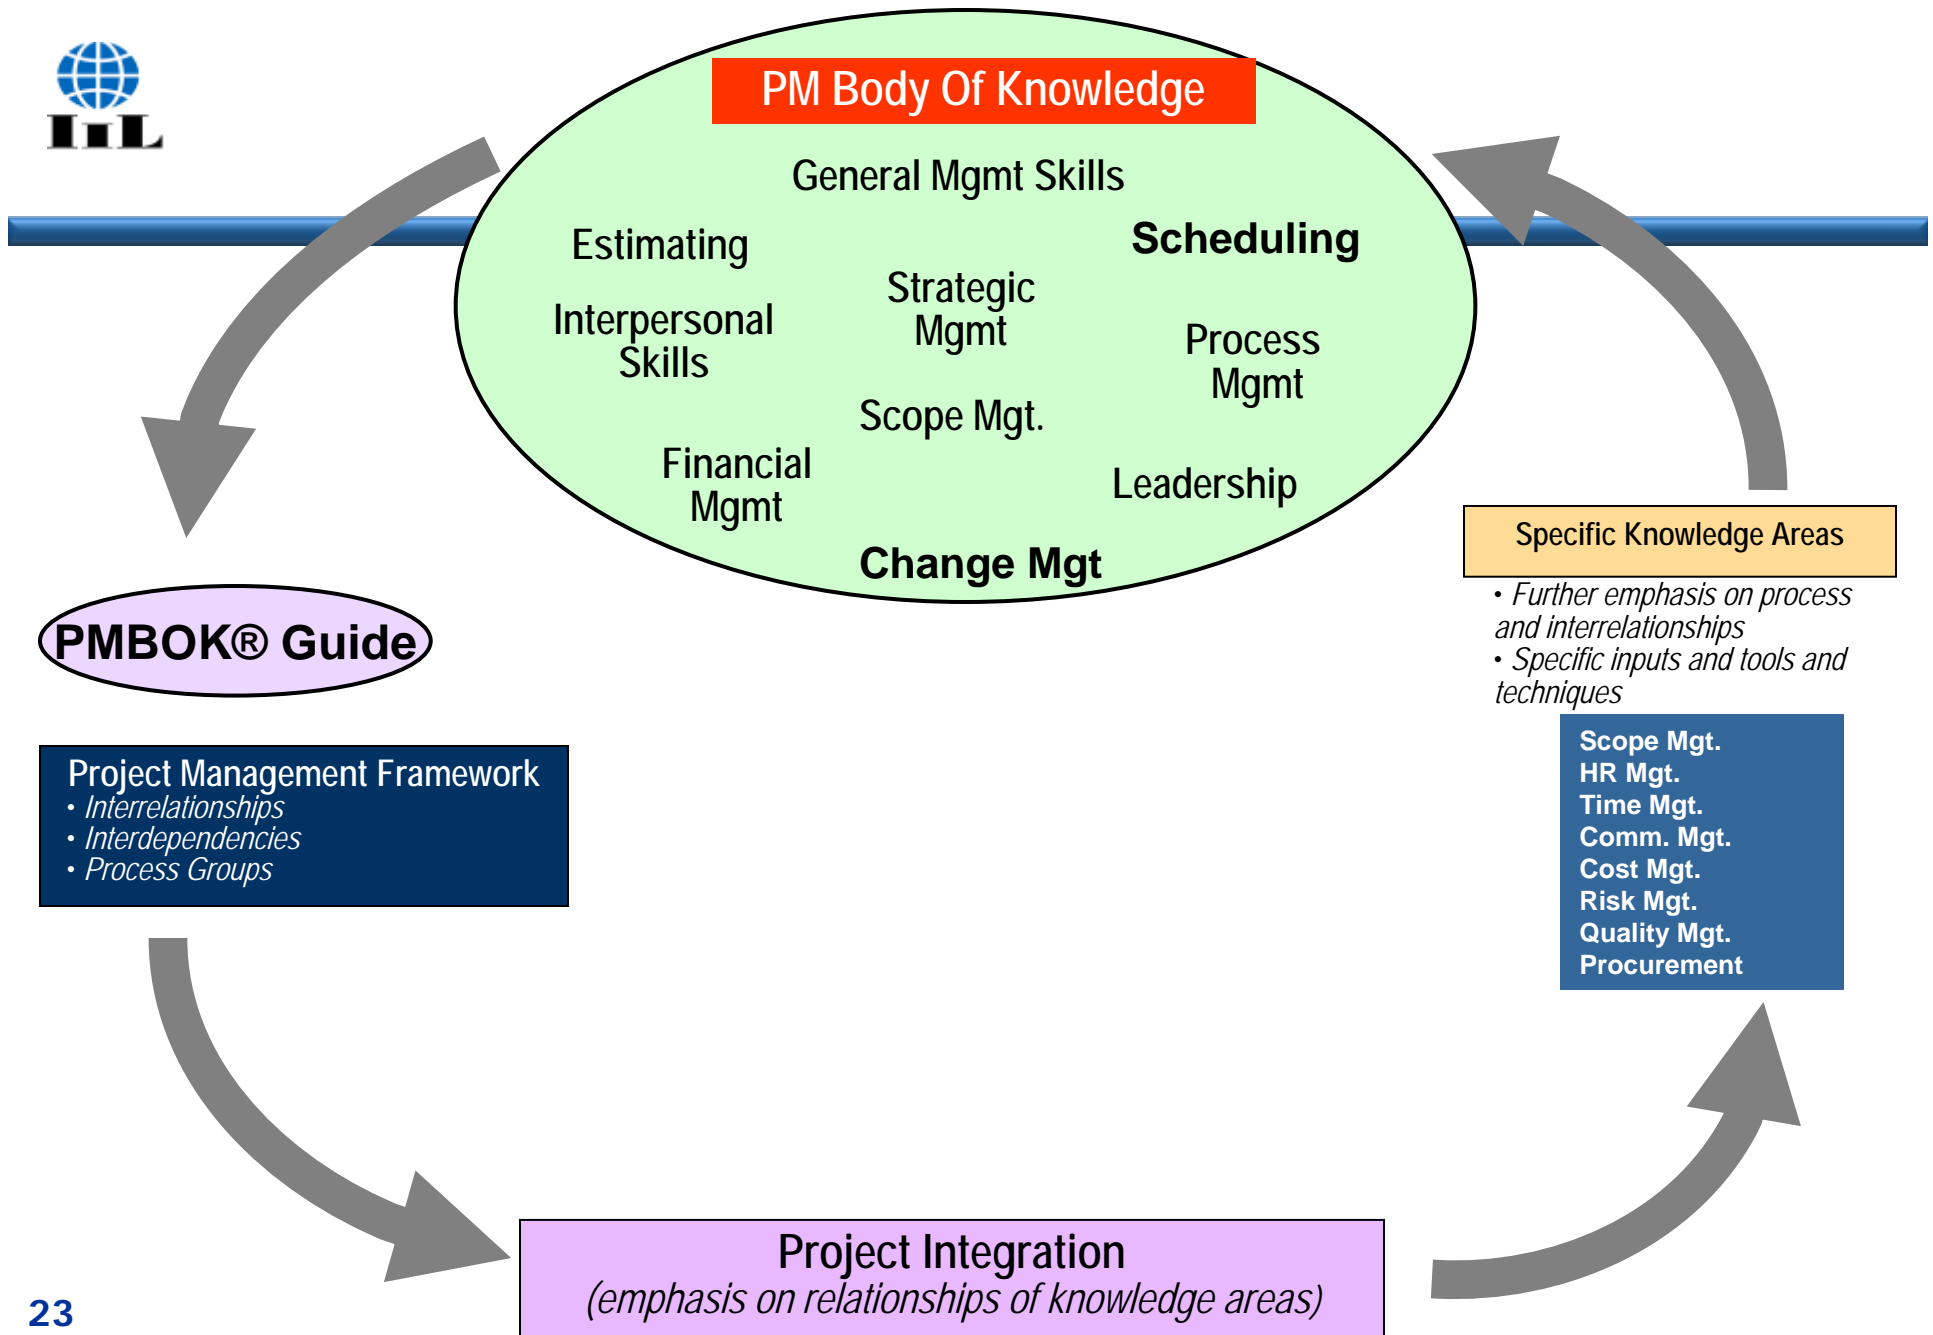 IIL
PM Body Of Knowledge
General Mgmt Skills
Estimating
Scheduling
Strategic
Mgmt
Interpersonal
Skills
Process
Mgmt
Scope Mgt.
Financial
Mgmt
Leadership
Change Mgt
PMBOK® Guide
Project Management Framework
• Interrelationships
• Interdependencies
• Process Groups
Project Integration
(emphasis on relationships of knowledge areas)
Specific Knowledge Areas
• Further emphasis on process
and interrelationships
• Specific inputs and tools and
techniques
Scope Mgt.
HR Mgt.
Time Mgt.
Comm. Mgt.
Cost Mgt.
Risk Mgt.
Quality Mgt.
Procurement
23